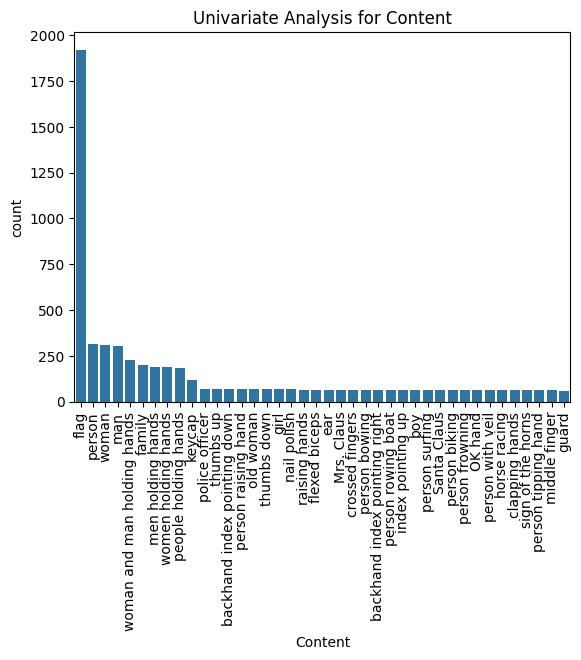 Univariate Analysis for Content
2000
1750
1500
1250
1000
750
500
250
0
count
flag
person
woman
man
woman and man holding hands
family
men holding hands
women holding hands
people holding hands
keycap
police officer
thumbs up
backhand index pointing down
person raising hand
old woman
thumbs down
girl
nail polish
raising hands
flexed biceps
ear
Mrs. Claus
crossed fingers
person bowing
backhand index pointing right
person rowing boat
index pointing up
boy
person surfing
Santa Claus
person biking
person frowning
OK hand
person with veil
horse racing
clapping hands
sign of the horns
person tipping hand
middle finger
guard
Content